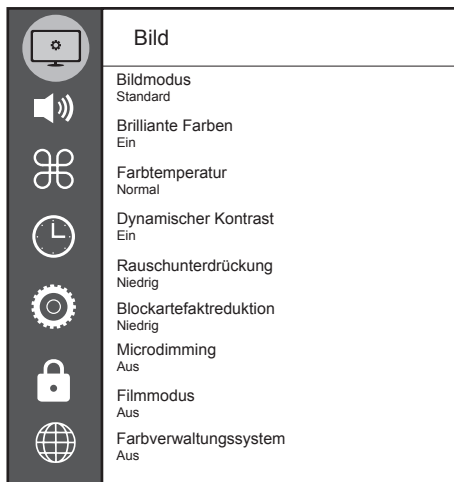 Bild
Bildmodus
Standard
Brilliante Farben
Ein
Farbtemperatur
Normal
Dynamischer Kontrast
Ein
Rauschunterdrückung
Niedrig
Blockartefaktreduktion
Niedrig
Microdimming
Aus
Filmmodus
Aus
Farbverwaltungssystem
Aus